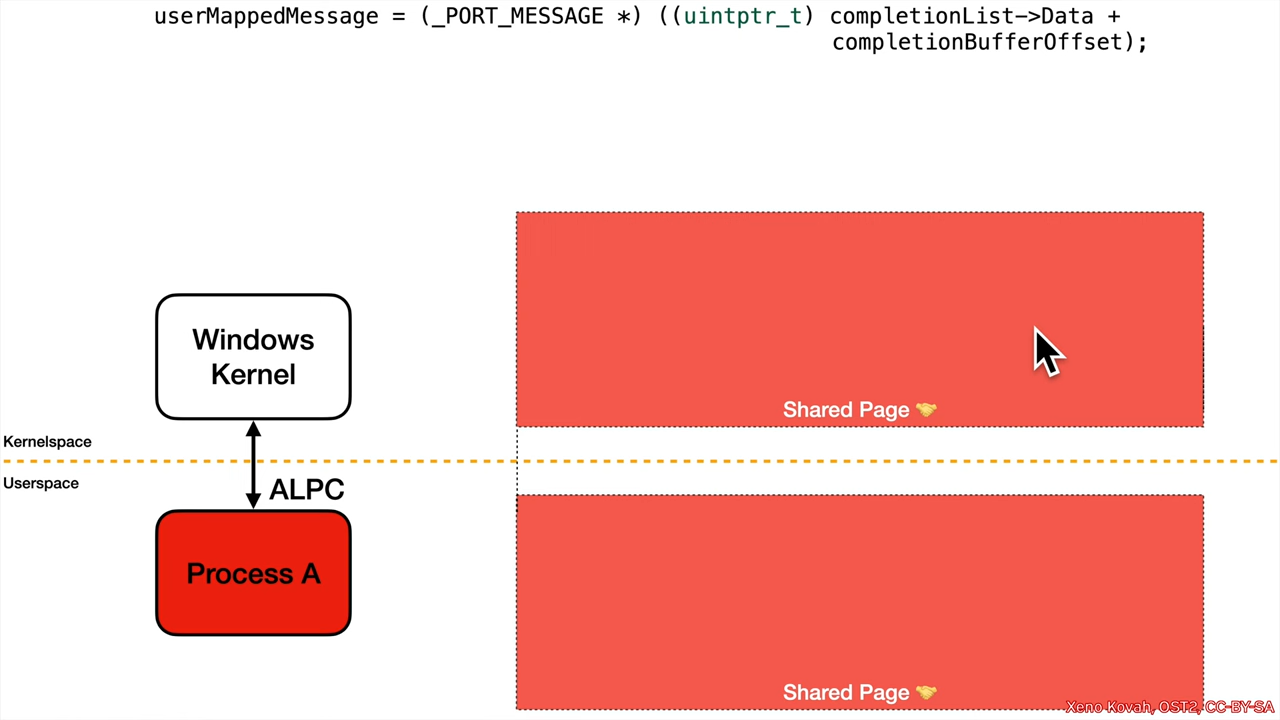 userMappedMessage = (_PORT_MESSAGE *) ((uintptr_t) completionList->Data +
completionBufferOffset);
Windows
Kernel
Shared Page 🤝
Kernelspace
Userspace
ALPC
Process A
Shared Page 🤝
Xeno Kovah, OST2, CC-BY-SA